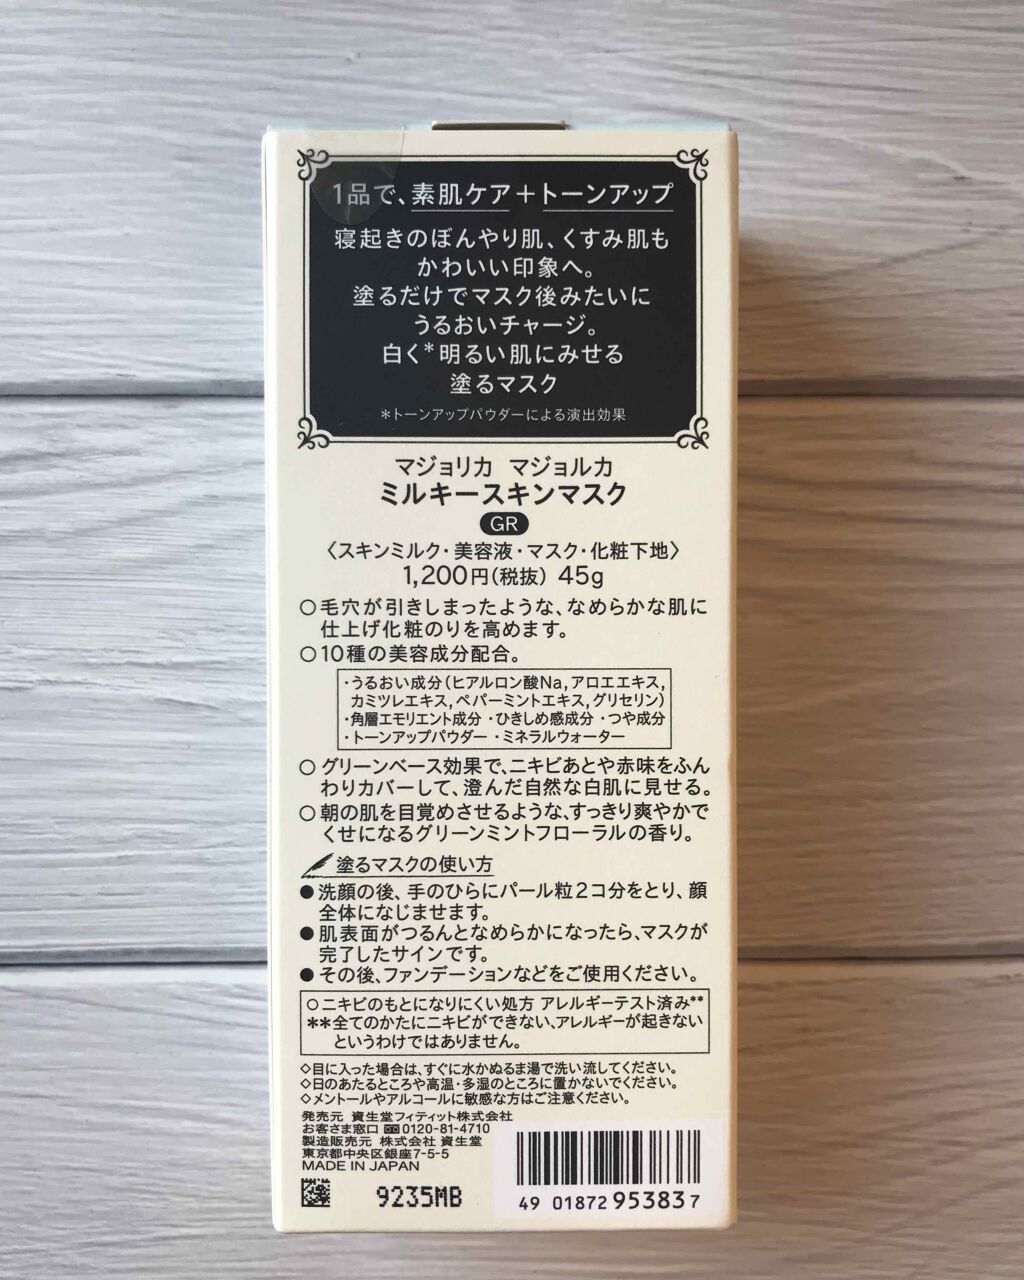 1品で、素肌ケア＋トーンアップ
寝起きのぼんやり肌、くすみ肌も
かわいい印象へ。
塗るだけでマスク後みたいに
うるおいチャージ。
白く*明るい肌にみせる
塗るマスク
*トーンアップパウダーによる演出効果
マジョリカ マジョルカ
ミルキースキンマスク
GR
〈スキンミルク・美容液・マスク・化粧下地〉
1,200円(税抜) 45g
○毛穴が引きしまったような、なめらかな肌に
仕上げ化粧のりを高めます。
○10種の美容成分配合。
・うるおい成分(ヒアルロン酸Na,アロエエキス,
カミツレエキス,ペパーミントエキス,グリセリン)
・角層エモリエント成分 ・ひきしめ感成分 ・つや成分
・トーンアップパウダー ・ミネラルウォーター
○グリーンベース効果で、ニキビあとや赤味をふん
わりカバーして、澄んだ自然な白肌に見せる。
○朝の肌を目覚めさせるような、すっきり爽やかで
くせになるグリーンミントフローラルの香り。
塗るマスクの使い方
●洗顔の後、手のひらにパール粒2コ分をとり、顔
全体になじませます。
●肌表面がつるんとなめらかになったら、マスクが
完了したサインです。
●その後、ファンデーションなどをご使用ください。
○ニキビのもとになりにくい処方 アレルギーテスト済み**
**全てのかたにニキビができない、アレルギーが起きない
というわけではありません。
◇目に入った場合は、すぐに水かぬるま湯で洗い流してください。
◇日のあたるところや高温・多湿のところに置かないでください。
◇メントールやアルコールに敏感な方はご注意ください。
発売元 資生堂フィティット株式会社
お客さま窓口 0120-81-4710
製造販売元 株式会社 資生堂
東京都中央区銀座7-5-5
MADE IN JAPAN
9235MB
49 01872 953837